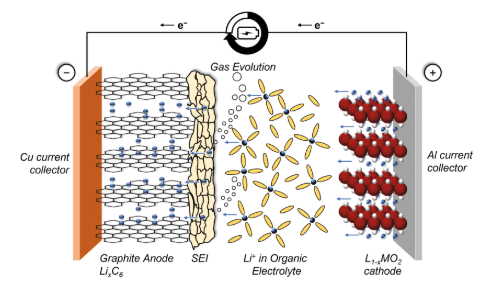 ← e⁻
← e⁻
−
Gas Evolution
+
Cu current
collector
Al current
collector
Graphite Anode
LiₓC₆
SEI
Li⁺ in Organic
Electrolyte
L₁₋ₓMO₂
cathode